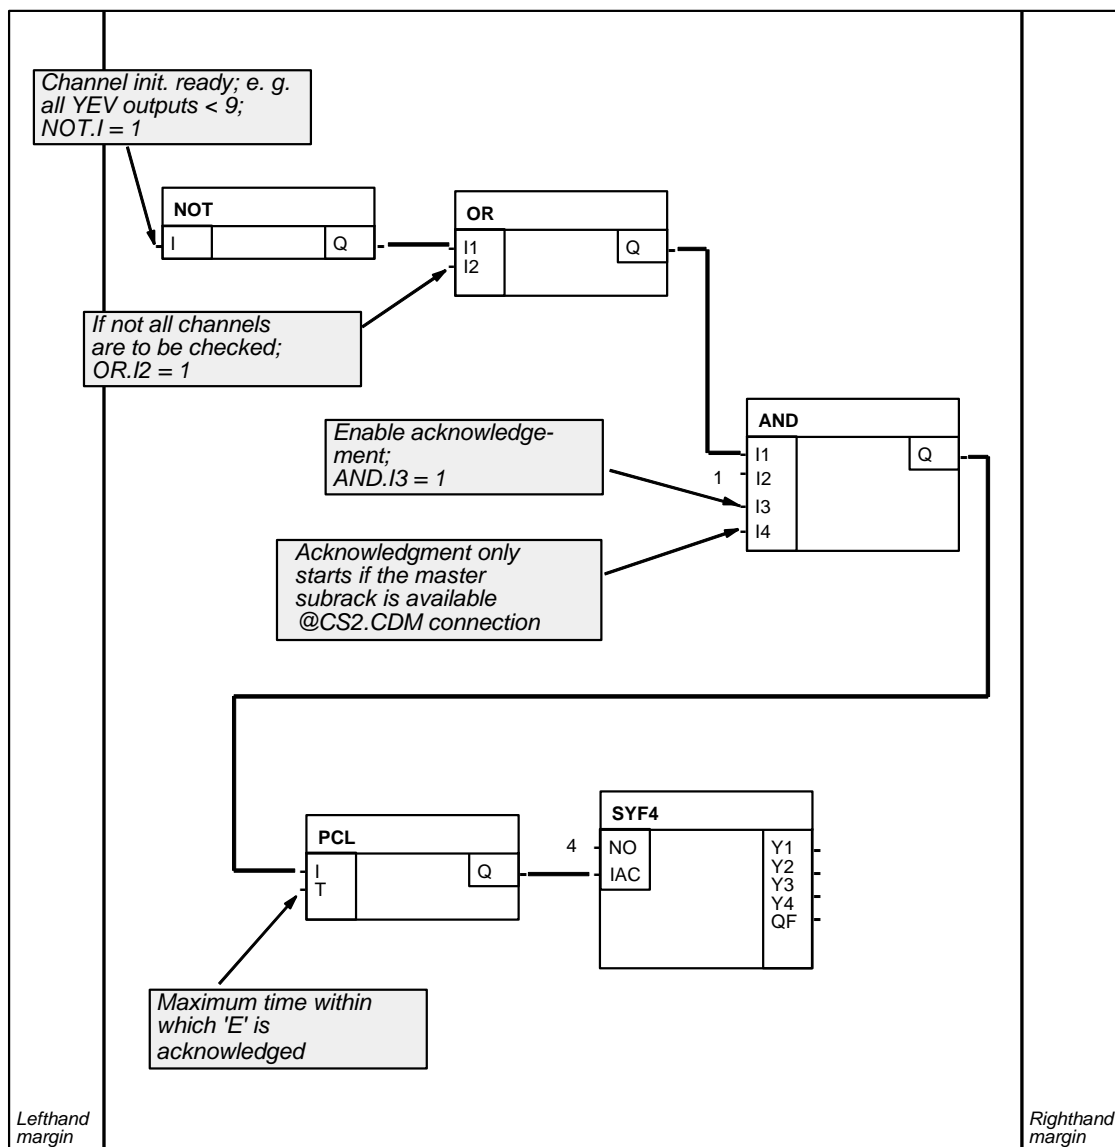 Channel init. ready; e. g.
all YEV outputs < 9;
NOT.I = 1
NOT
I
Q
OR
I1
I2
Q
If not all channels
are to be checked;
OR.I2 = 1
AND
I1
I2
I3
I4
Q
1
Enable acknowledge-
ment;
AND.I3 = 1
Acknowledgment only
starts if the master
subrack is available
@CS2.CDM connection
PCL
I
T
Q
SYF4
4
NO
IAC
Y1
Y2
Y3
Y4
QF
Maximum time within
which 'E' is
acknowledged
Lefthand
margin
Righthand
margin